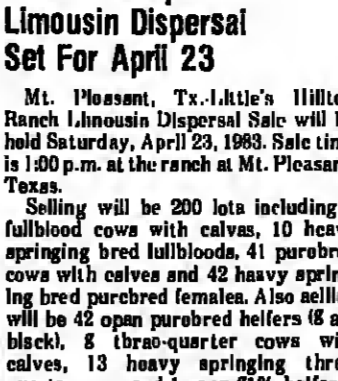 Limousin Dispersal
Set For April 23
Mt. Pleasant, Tx.-Little's Hillto
Ranch Limousin Dispersal Sale will b
held Saturday, April 23, 1983. Sale tim
is 1:00 p.m. at the ranch at Mt. Pleasan
Texas.
Selling will be 200 lots including
fullblood cows with calves, 10 heav
springing bred fullbloods, 41 purebre
cows with calves and 42 heavy spring
ing bred purebred females. Also sellin
will be 42 open purebred heifers (8 a
black), 8 three-quarter cows wi
calves, 13 heavy springing thre